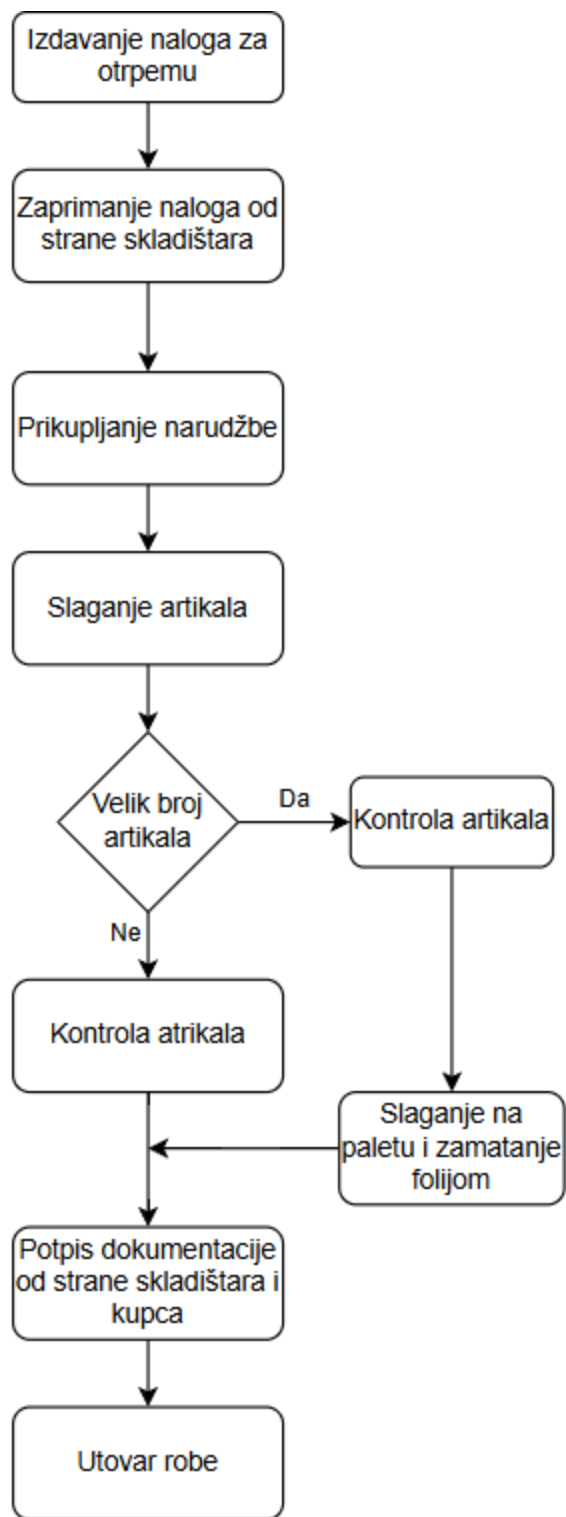 Izdavanje naloga za
otrpemu
Zaprimanje naloga od
strane skladištara
Prikupljanje narudžbe
Slaganje artikala
Velik broj
artikala
Da
Kontrola artikala
Ne
Kontrola atrikala
Slaganje na
paletu i zamatanje
folijom
Potpis dokumentacije
od strane skladištara i
kupca
Utovar robe